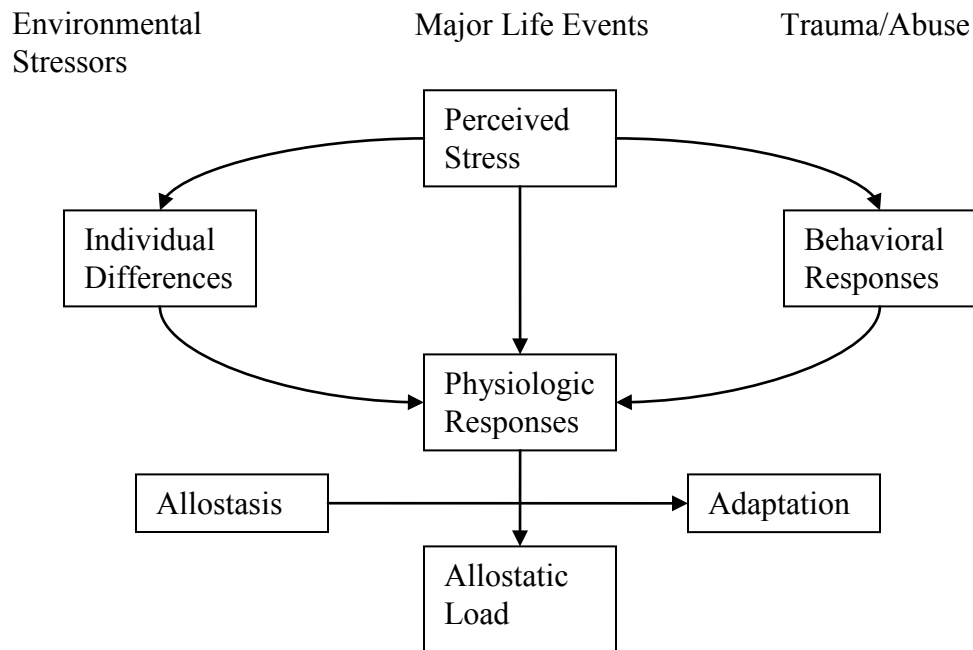 Environmental
Stressors
Major Life Events
Trauma/Abuse
Perceived
Stress
Individual
Differences
Behavioral
Responses
Physiologic
Responses
Allostasis
Adaptation
Allostatic
Load